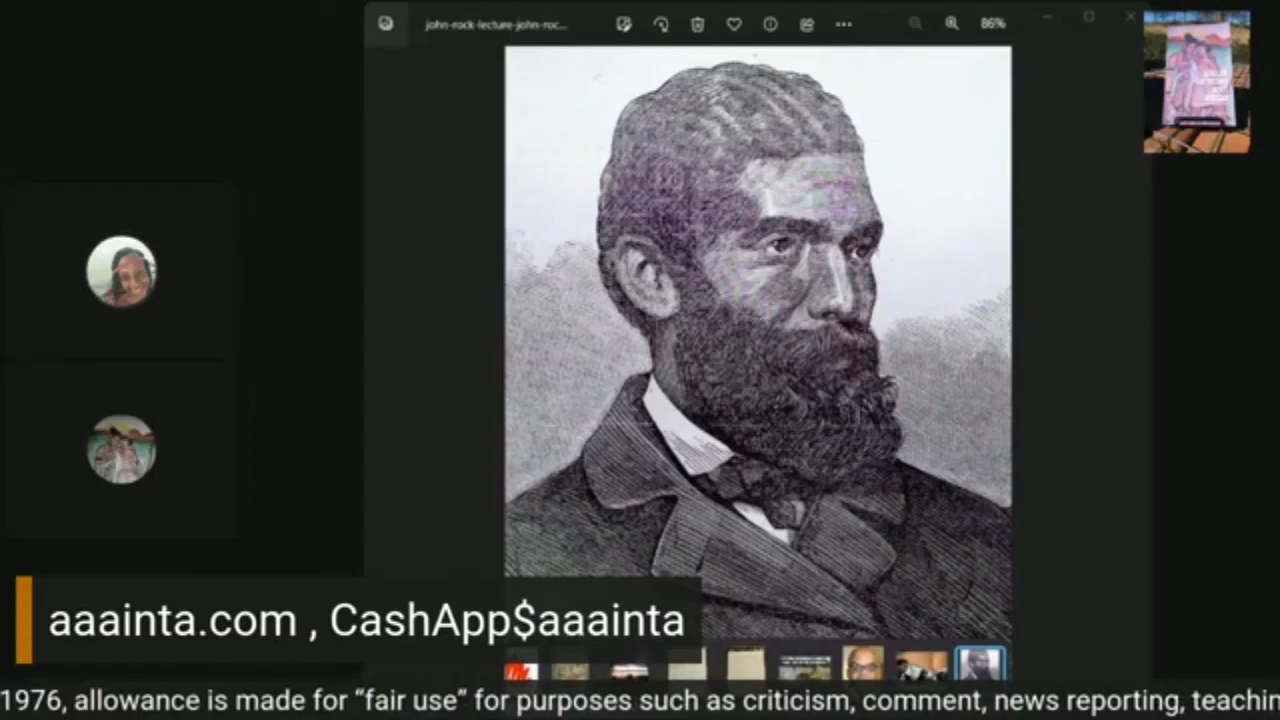 john-rock-lecture-john-roc...
86%
aaainta.com , CashApp$aaainta
1976, allowance is made for “fair use” for purposes such as criticism, comment, news reporting, teachin